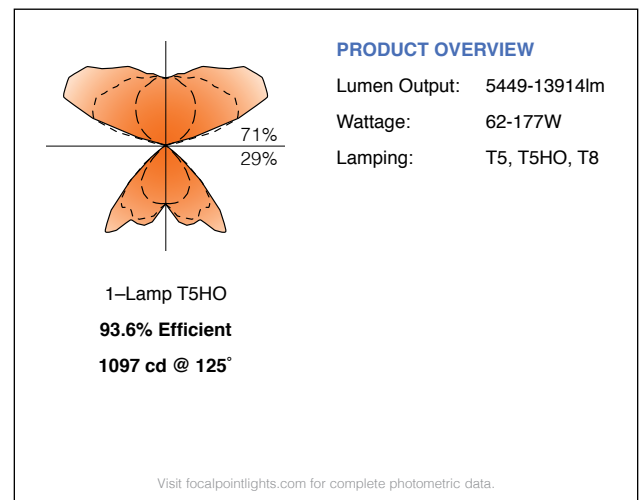 PRODUCT OVERVIEW
Lumen Output: 5449-13914lm
Wattage: 62-177W
Lamping: T5, T5HO, T8
71%
29%
1–Lamp T5HO
93.6% Efficient
1097 cd @ 125°
Visit focalpointlights.com for complete photometric data.